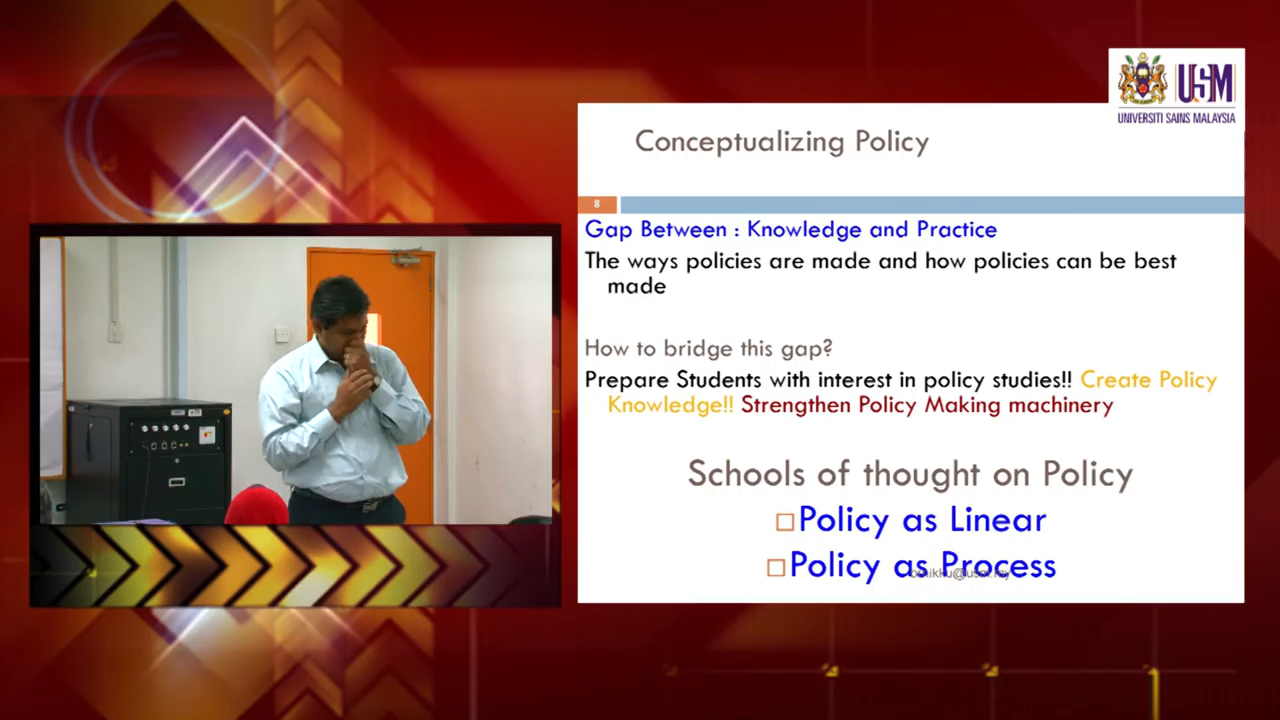 USM
UNIVERSITI SAINS MALAYSIA
Conceptualizing Policy
8
Gap Between : Knowledge and Practice
The ways policies are made and how policies can be best
made
How to bridge this gap?
Prepare Students with interest in policy studies!! Create Policy
Knowledge!! Strengthen Policy Making machinery
Schools of thought on Policy
Policy as Linear
Policy as Process